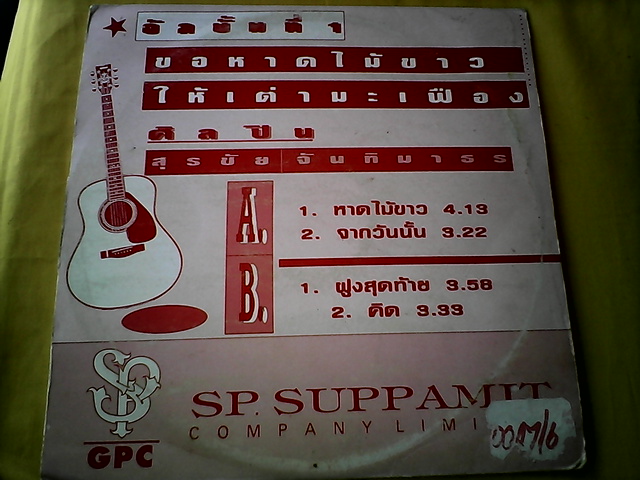 อัลบั้มที่ 1
ขอหาดไม้ขาว
ให้เต่ามะเฟือง
ศิลปิน
สุรชัย จันทิมาธร
A.
1. หาดไม้ขาว 4.13
2. จากวันนั้น 3.22
B.
1. ฝูงสุดท้าย 3.58
2. คิด 3.33
SP
SP. SUPPAMIT
COMPANY LIMI
GPC